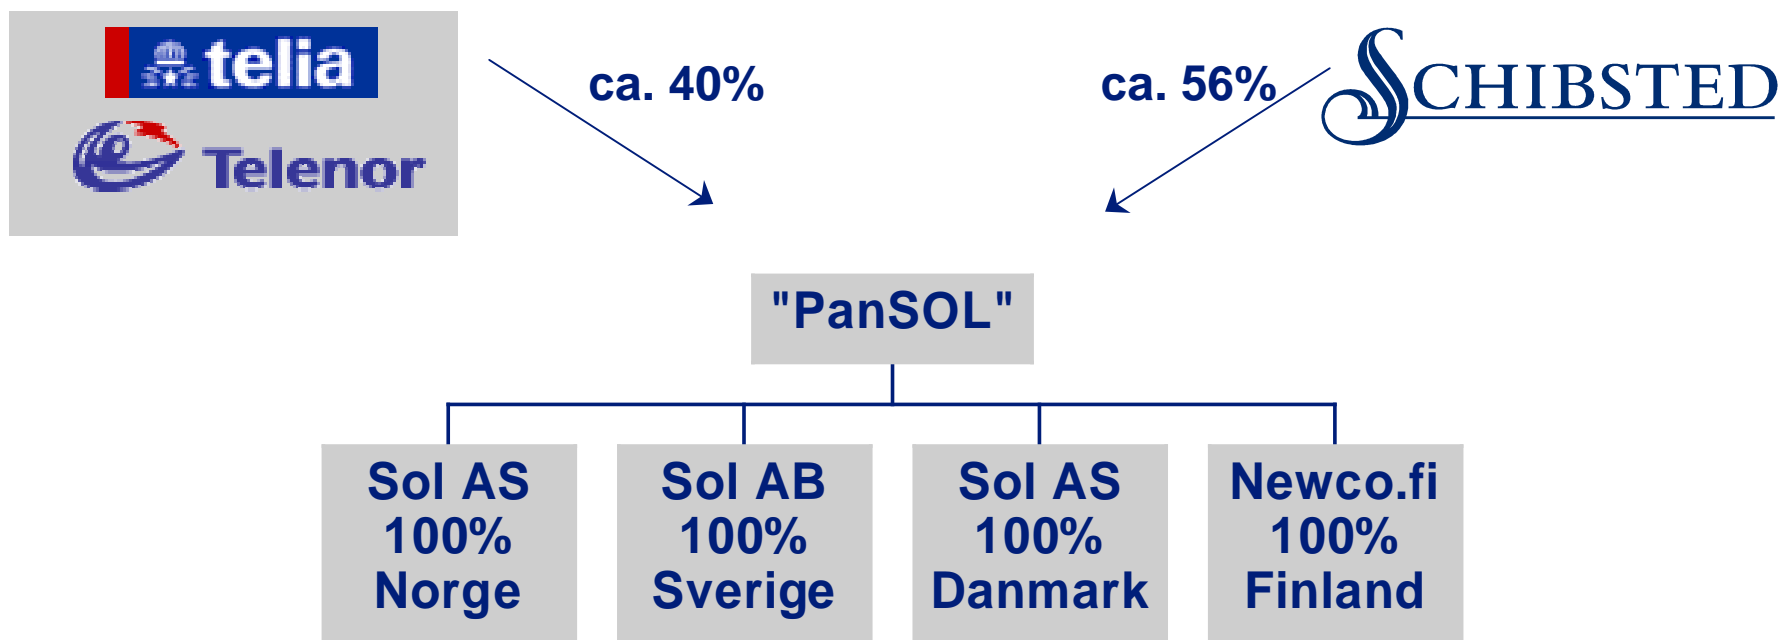 telia
Telenor
ca. 40%
ca. 56%
SCHIBSTED
"PanSOL"
Sol AS
100%
Norge
Sol AB
100%
Sverige
Sol AS
100%
Danmark
Newco.fi
100%
Finland